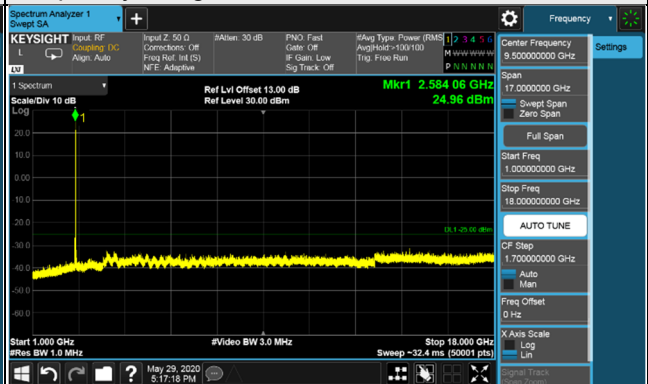 Spectrum Analyzer 1
Swept SA
Frequency
KEYSIGHT
L
LXI
Input: RF
Coupling: DC
Align: Auto
Input Z: 50 Ω
Corrections: Off
Freq Ref: Int (S)
NFE: Adaptive
#Atten: 30 dB
PNO: Fast
Gate: Off
IF Gain: Low
Sig Track: Off
#Avg Type: Power (RMS
Avg|Hold:>100/100
Trig: Free Run
1 2 3 4 5 6
M W W W W W
P N N N N N
Center Frequency
9.500000000 GHz
Settings
Span
17.0000000 GHz
Swept Span
Zero Span
Full Span
Start Freq
1.000000000 GHz
Stop Freq
18.000000000 GHz
AUTO TUNE
CF Step
1.700000000 GHz
Auto
Man
Freq Offset
0 Hz
X Axis Scale
Log
Lin
Signal Track
(Span Zoom)
1 Spectrum
Scale/Div 10 dB
Log
Ref Lvl Offset 13.00 dB
Ref Level 30.00 dBm
Mkr1 2.584 06 GHz
24.96 dBm
1
20.0
10.0
0.00
-10.0
-20.0
-30.0
-40.0
-50.0
-60.0
DL1 -25.00 dBm
Start 1.000 GHz
#Res BW 1.0 MHz
#Video BW 3.0 MHz
Stop 18.000 GHz
Sweep ~32.4 ms (50001 pts)
?
May 29, 2020
5:17:18 PM